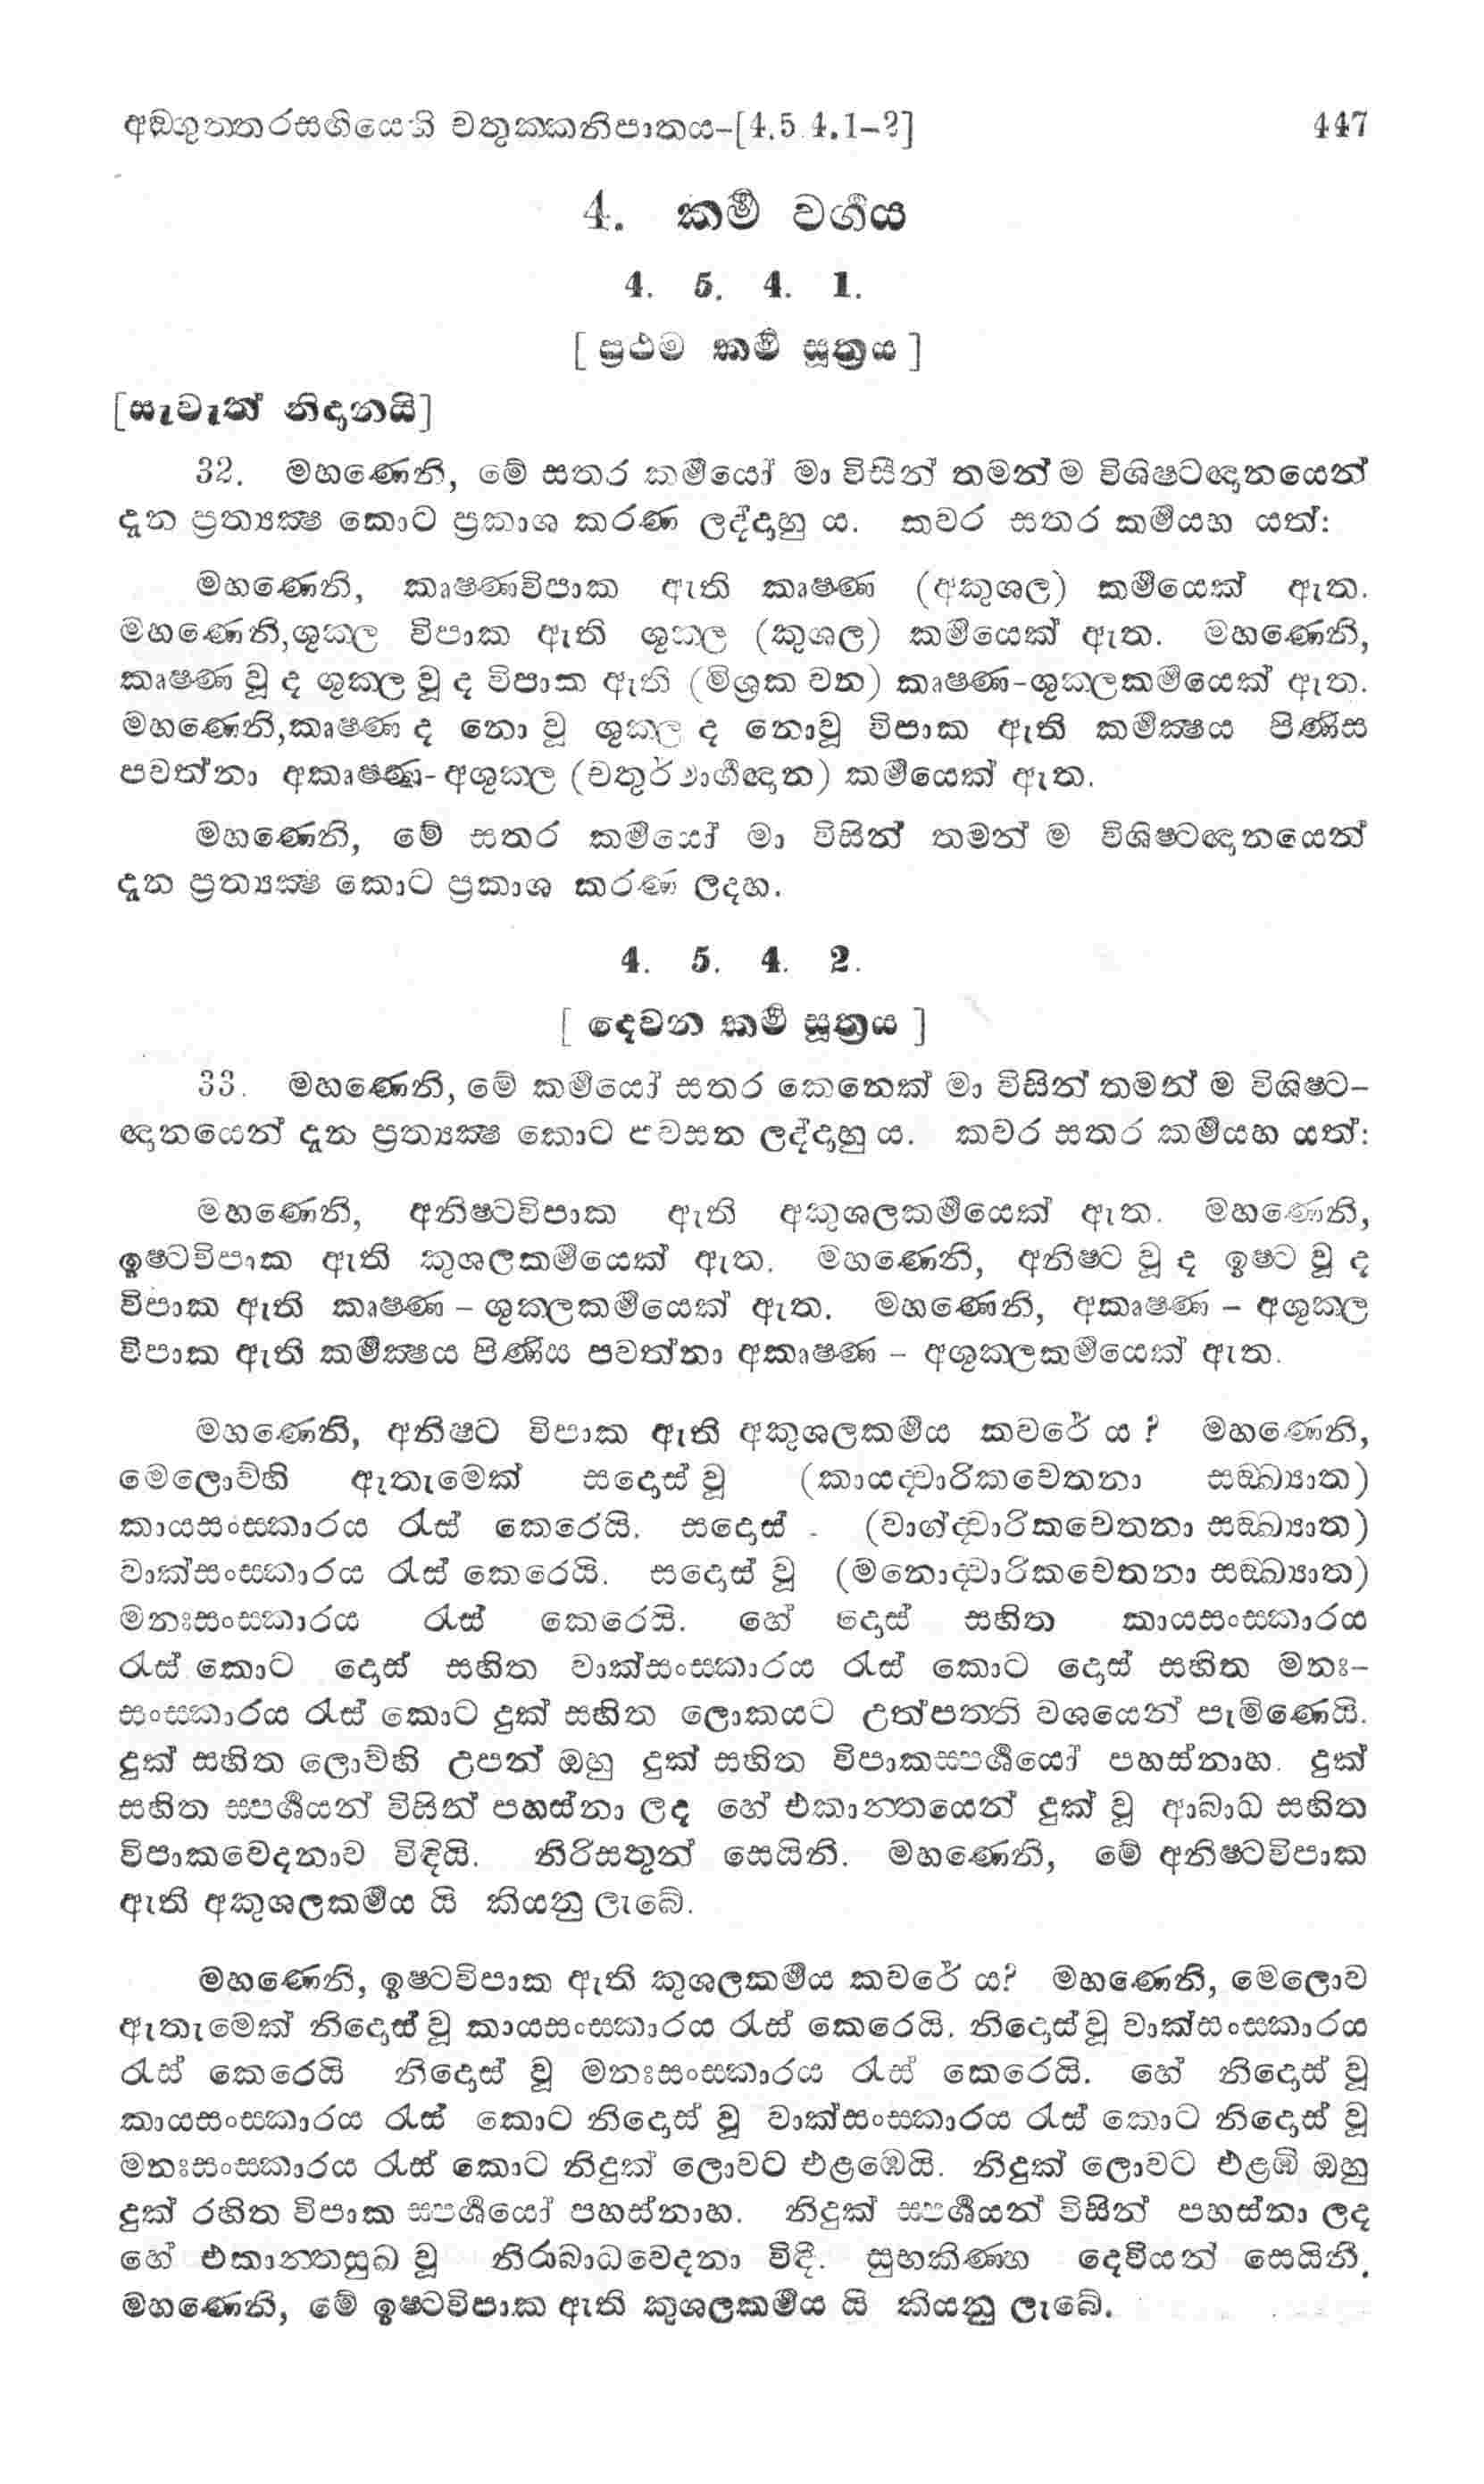 අඞ්ගුත්තරසඟියෙහි චතුක්කනිපාතය-[4.5.4.1-2] 447
4. කර්ම වර්ගය
4. 5. 4. 1.
[ ප්‍රථම කර්ම සූත්‍රය ]
[සැවැත් නිදානයි]
32. මහණෙනි, මේ සතර කර්මයෝ මා විසින් තමන් ම විශිෂ්ටඥානයෙන්
දැන ප්‍රත්‍යක්ෂ කොට ප්‍රකාශ කරණ ලද්දාහු ය. කවර සතර කර්මයහ යත්:
මහණෙනි, කෘෂ්ණවිපාක ඇති කෘෂ්ණ (අකුශල) කර්මයෙක් ඇත.
මහණෙනි,ශුක්ල විපාක ඇති ශුක්ල (කුශල) කර්මයෙක් ඇත. මහණෙනි,
කෘෂ්ණ වූ ද ශුක්ල වූ ද විපාක ඇති (මිශ්‍රක වන) කෘෂ්ණ-ශුක්ලකර්මයෙක් ඇත.
මහණෙනි,කෘෂ්ණ ද නො වූ ශුක්ල ද නොවූ විපාක ඇති කර්මක්ෂය පිණිස
පවත්නා අකෘෂ්ණ-අශුක්ල (චතුර්මාර්ගඥාන) කර්මයෙක් ඇත.
මහණෙනි, මේ සතර කර්මයෝ මා විසින් තමන් ම විශිෂ්ටඥානයෙන්
දැන ප්‍රත්‍යක්ෂ කොට ප්‍රකාශ කරණ ලදහ.
4. 5. 4. 2.
[ දෙවන කර්ම සූත්‍රය ]
33. මහණෙනි, මේ කර්මයෝ සතර කෙනෙක් මා විසින් තමන් ම විශිෂ්ට-
ඥානයෙන් දැන ප්‍රත්‍යක්ෂ කොට පවසන ලද්දාහු ය. කවර සතර කර්මයහ යත්:
මහණෙනි, අනිෂ්ටවිපාක ඇති අකුශලකර්මයෙක් ඇත. මහණෙනි,
ඉෂ්ටවිපාක ඇති කුශලකර්මයෙක් ඇත. මහණෙනි, අනිෂ්ට වූ ද ඉෂ්ට වූ ද
විපාක ඇති කෘෂ්ණ - ශුක්ලකර්මයෙක් ඇත. මහණෙනි, අකෘෂ්ණ - අශුක්ල
විපාක ඇති කර්මක්ෂය පිණිය පවත්නා අකෘෂ්ණ - අශුක්ලකර්මයෙක් ඇත.
මහණෙනි, අනිෂ්ට විපාක ඇති අකුශලකර්මය කවරේ ය ? මහණෙනි,
මෙලොව්හි ඇතැමෙක් සදොස් වූ (කායද්වාරිකචෙතනා සඞ්ඛ්‍යාත)
කායසංස්කාරය රැස් කෙරෙයි. සදොස් (වාග්ද්වාරිකචෙතනා සඞ්ඛ්‍යාත)
වාක්සංස්කාරය රැස් කෙරෙයි. සදොස් වූ (මනොද්වාරිකචෙතනා සඞ්ඛ්‍යාත)
මනඃසංස්කාරය රැස් කෙරෙයි. හේ දොස් සහිත කායසංස්කාරය
රැස් කොට දොස් සහිත වාක්සංස්කාරය රැස් කොට දොස් සහිත මනඃ-
සංස්කාරය රැස් කොට දුක් සහිත ලොකයට උත්පත්ති වශයෙන් පැමිණෙයි.
දුක් සහිත ලොව්හි උපන් ඔහු දුක් සහිත විපාකස්පර්ශයෝ පහස්නාහ. දුක්
සහිත ස්පර්ශයන් විසින් පහස්නා ලද හේ එකාන්තයෙන් දුක් වූ ආබාධ සහිත
විපාකවෙදනාව විඳියි. නිරිසතුන් සෙයිනි. මහණෙනි, මේ අනිෂ්ටවිපාක
ඇති අකුශලකර්මය යි කියනු ලැබේ.
මහණෙනි, ඉෂ්ටවිපාක ඇති කුශලකර්මය කවරේ ය? මහණෙනි, මෙලොව
ඇතැමෙක් නිදොස් වූ කායසංස්කාරය රැස් කෙරෙයි. නිදොස් වූ වාක්සංස්කාරය
රැස් කෙරෙයි නිදොස් වූ මනඃසංස්කාරය රැස් කෙරෙයි. හේ නිදොස් වූ
කායසංස්කාරය රැස් කොට නිදොස් වූ වාක්සංස්කාරය රැස් කොට නිදොස් වූ
මනඃසංස්කාරය රැස් කොට නිදුක් ලොවට එළඹෙයි. නිදුක් ලොවට එළඹි ඔහු
දුක් රහිත විපාක ස්පර්ශයෝ පහස්නාහ. නිදුක් ස්පර්ශයන් විසින් පහස්නා ලද
හේ එකාන්තසුඛ වූ නිරාබාධවෙදනා විඳී. සුභකිණ්හ දෙවියන් සෙයිනී.
මහණෙනි, මේ ඉෂ්ටවිපාක ඇති කුශලකර්මය යි කියනු ලැබේ.